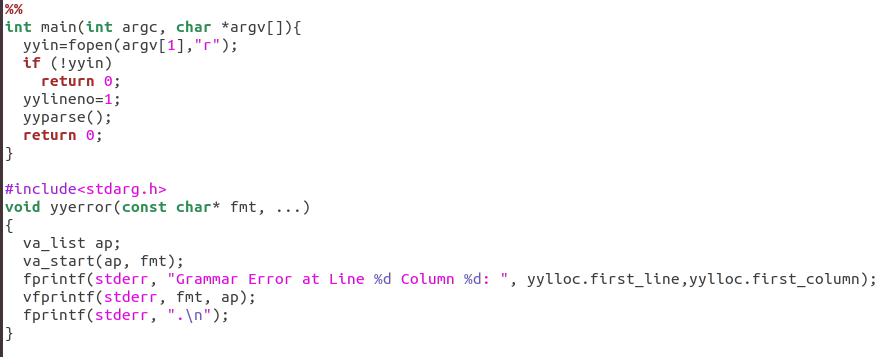 %%
int main(int argc, char *argv[]){
  yyin=fopen(argv[1],"r");
  if (!yyin)
    return 0;
  yylineno=1;
  yyparse();
  return 0;
}

#include<stdarg.h>
void yyerror(const char* fmt, ...)
{
  va_list ap;
  va_start(ap, fmt);
  fprintf(stderr, "Grammar Error at Line %d Column %d: ", yylloc.first_line,yylloc.first_column);
  vfprintf(stderr, fmt, ap);
  fprintf(stderr, ".\n");
}